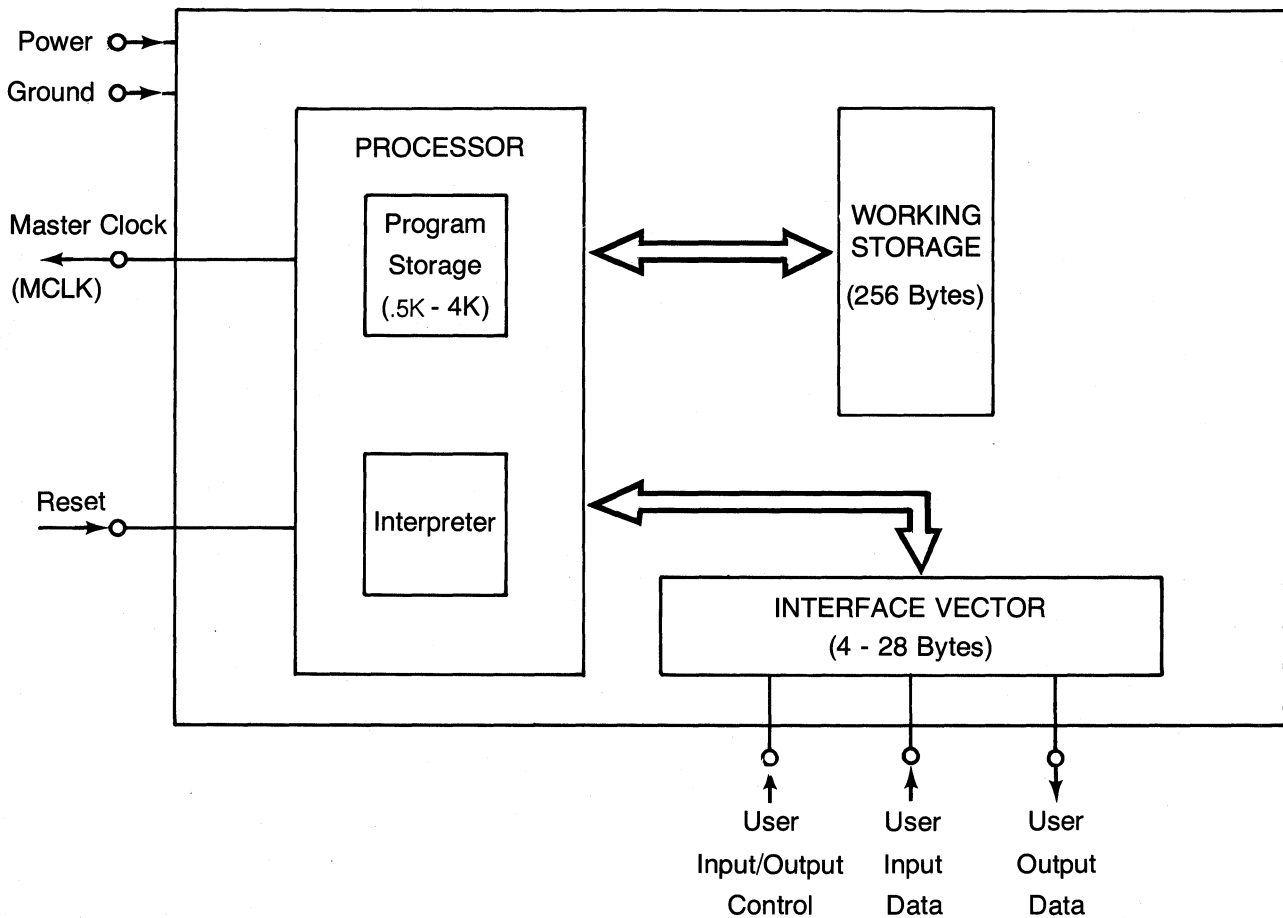 Power
Ground
PROCESSOR
Program
Storage
(.5K - 4K)
WORKING
STORAGE
(256 Bytes)
Master Clock
(MCLK)
Reset
Interpreter
INTERFACE VECTOR
(4 - 28 Bytes)
User
Input/Output
Control
User
Input
Data
User
Output
Data